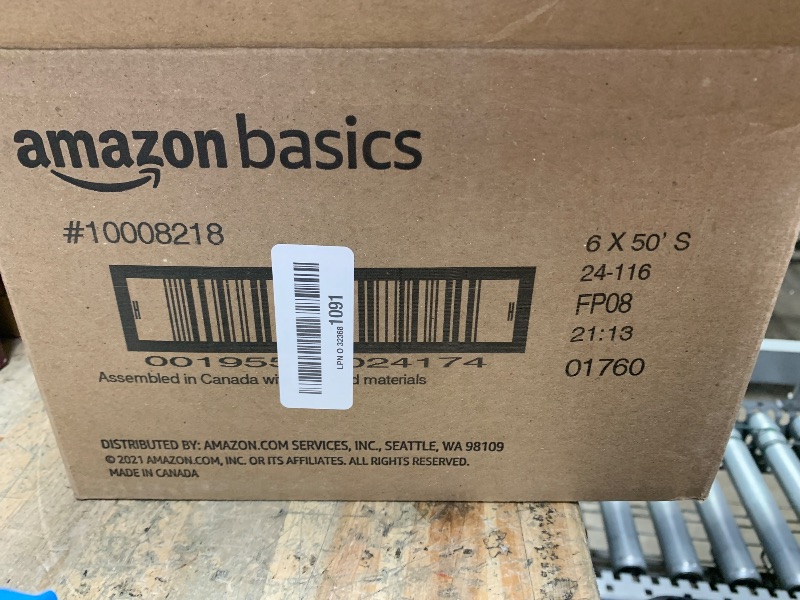 amazon basics
#10008218
6 X 50' S
24-116
FP08
21:13
01760
LPN O 32368 1091
024174
Assembled in Canada materials
DISTRIBUTED BY: AMAZON.COM SERVICES, INC., SEATTLE, WA 98109
© 2021 AMAZON.COM, INC. OR ITS AFFILIATES. ALL RIGHTS RESERVED.
MADE IN CANADA